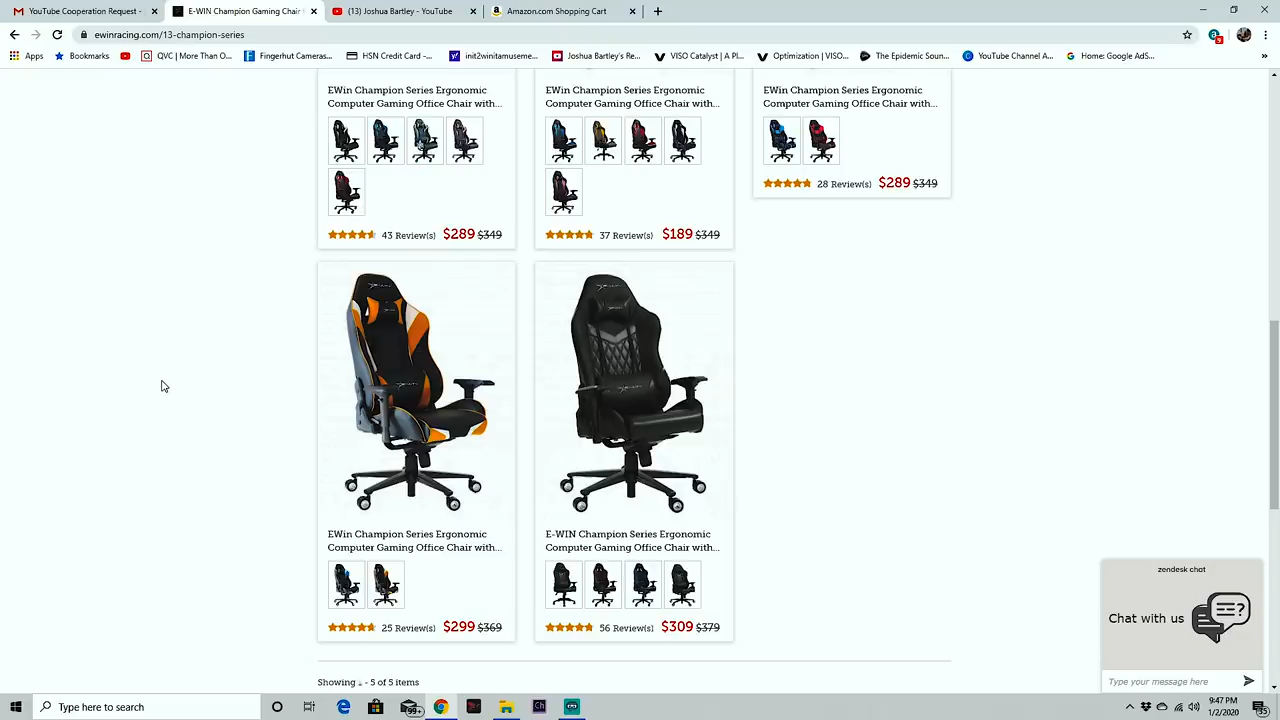 YouTube Cooperation Request -
E-WIN Champion Gaming Chair
(13) Joshua Bartley - YouTube
Amazon.com Shopping Cart
ewinracing.com/13-champion-series
Apps
Bookmarks
QVC | More Than O...
Fingerhut Cameras...
HSN Credit Card -...
init2winitamuseme...
Joshua Bartley's Re...
VISO Catalyst | A Pl...
Optimization | VISO...
The Epidemic Soun...
YouTube Channel A...
Home: Google AdS...
EWin Champion Series Ergonomic
Computer Gaming Office Chair with...
43 Review(s) $289 $349
EWin Champion Series Ergonomic
Computer Gaming Office Chair with...
37 Review(s) $189 $349
EWin Champion Series Ergonomic
Computer Gaming Office Chair with...
28 Review(s) $289 $349
EWin Champion Series Ergonomic
Computer Gaming Office Chair with...
25 Review(s) $299 $369
E-WIN Champion Series Ergonomic
Computer Gaming Office Chair with...
56 Review(s) $309 $379
Showing - 5 of 5 items
zendesk chat
Chat with us
Type your message here
Type here to search
99+
9:47 PM
1/2/2020